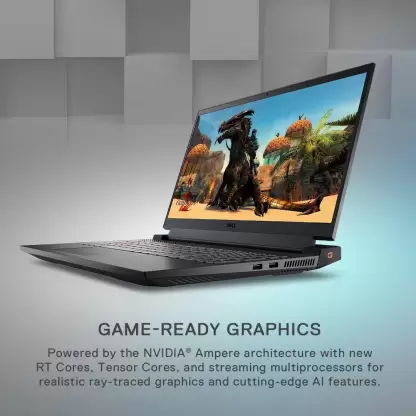 DELL
GAME-READY GRAPHICS
Powered by the NVIDIA® Ampere architecture with new
RT Cores, Tensor Cores, and streaming multiprocessors for
realistic ray-traced graphics and cutting-edge AI features.